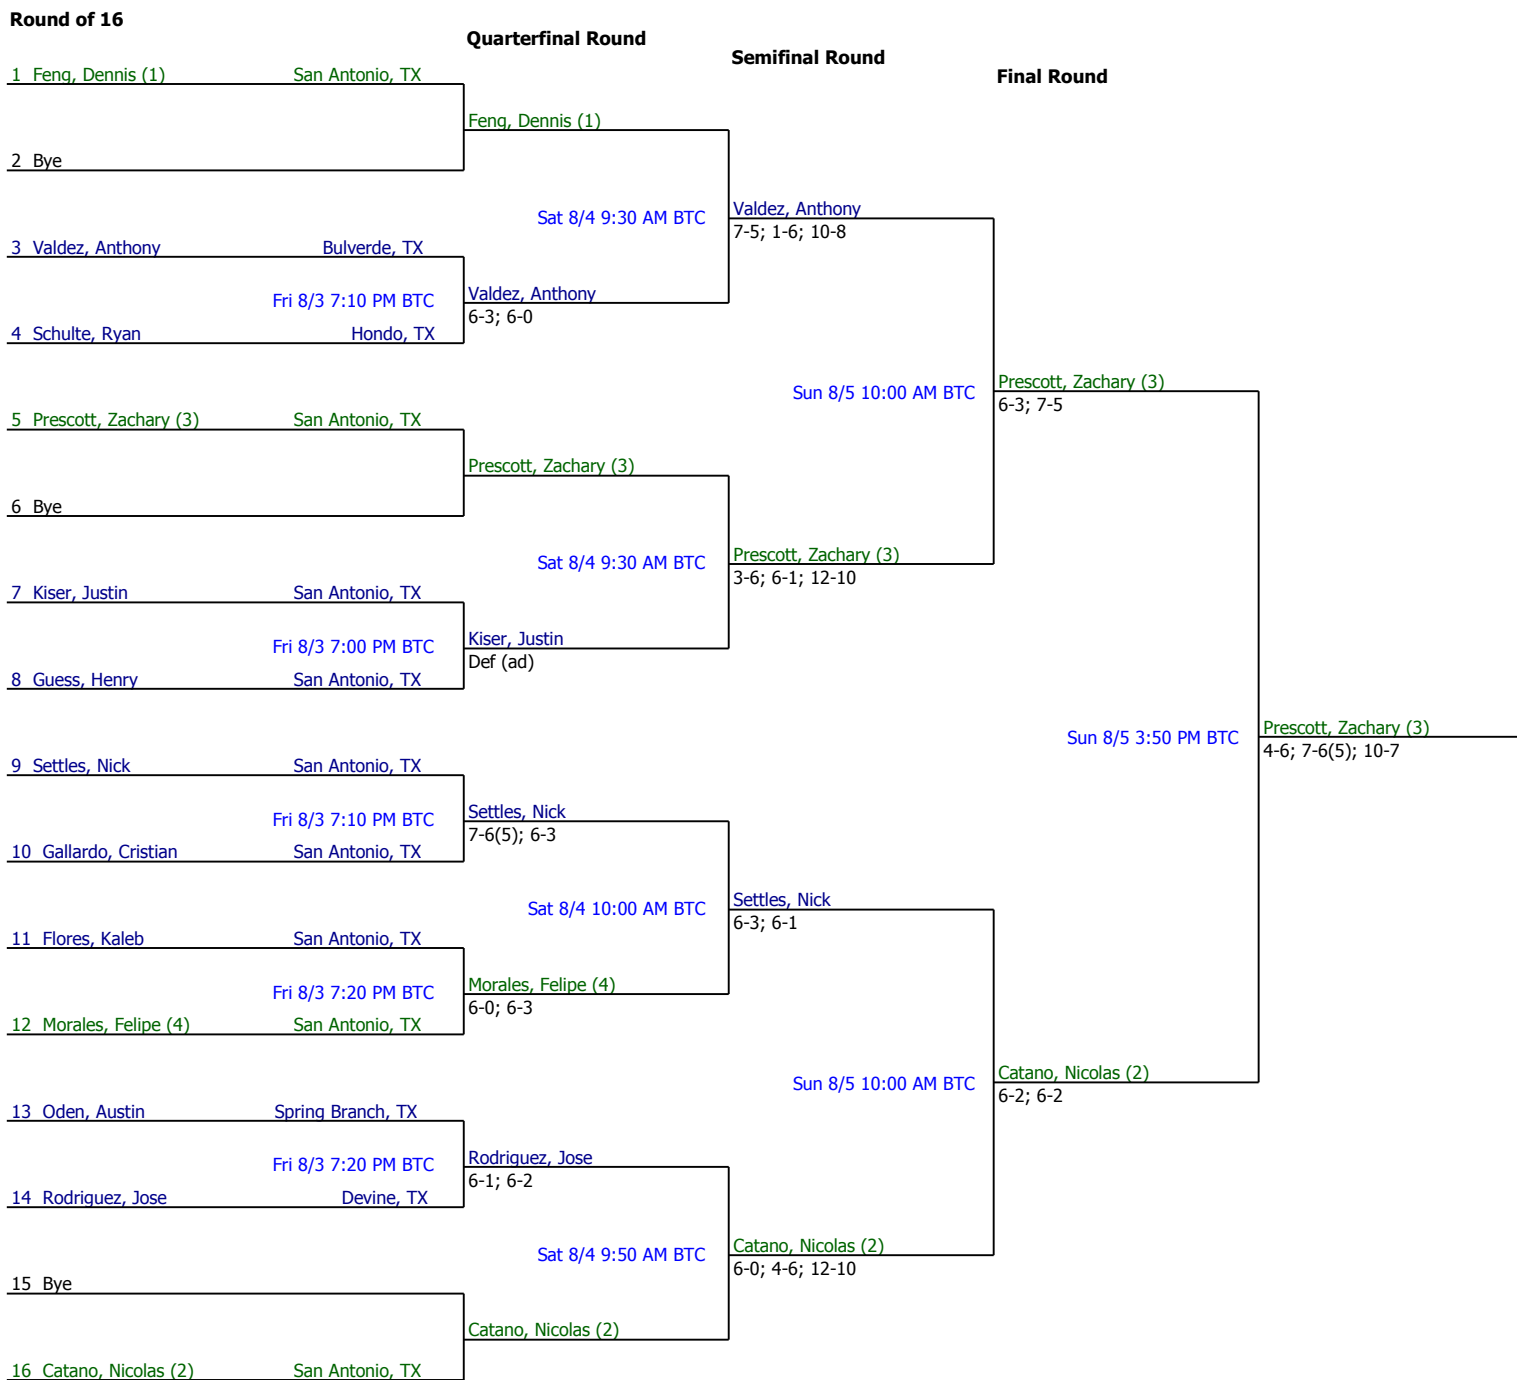 Round of 16
Quarterfinal Round
Semifinal Round
Final Round
1 Feng, Dennis (1) San Antonio, TX
Feng, Dennis (1)
2 Bye
Sat 8/4 9:30 AM BTC
Valdez, Anthony
7-5; 1-6; 10-8
3 Valdez, Anthony Bulverde, TX
Fri 8/3 7:10 PM BTC
Valdez, Anthony
6-3; 6-0
4 Schulte, Ryan Hondo, TX
Sun 8/5 10:00 AM BTC
Prescott, Zachary (3)
6-3; 7-5
5 Prescott, Zachary (3) San Antonio, TX
Prescott, Zachary (3)
6 Bye
Sat 8/4 9:30 AM BTC
Prescott, Zachary (3)
3-6; 6-1; 12-10
7 Kiser, Justin San Antonio, TX
Fri 8/3 7:00 PM BTC
Kiser, Justin
Def (ad)
8 Guess, Henry San Antonio, TX
Sun 8/5 3:50 PM BTC
Prescott, Zachary (3)
4-6; 7-6(5); 10-7
9 Settles, Nick San Antonio, TX
Fri 8/3 7:10 PM BTC
Settles, Nick
7-6(5); 6-3
10 Gallardo, Cristian San Antonio, TX
Sat 8/4 10:00 AM BTC
Settles, Nick
6-3; 6-1
11 Flores, Kaleb San Antonio, TX
Fri 8/3 7:20 PM BTC
Morales, Felipe (4)
6-0; 6-3
12 Morales, Felipe (4) San Antonio, TX
Sun 8/5 10:00 AM BTC
Catano, Nicolas (2)
6-2; 6-2
13 Oden, Austin Spring Branch, TX
Fri 8/3 7:20 PM BTC
Rodriguez, Jose
6-1; 6-2
14 Rodriguez, Jose Devine, TX
Sat 8/4 9:50 AM BTC
Catano, Nicolas (2)
6-0; 4-6; 12-10
15 Bye
Catano, Nicolas (2)
16 Catano, Nicolas (2) San Antonio, TX